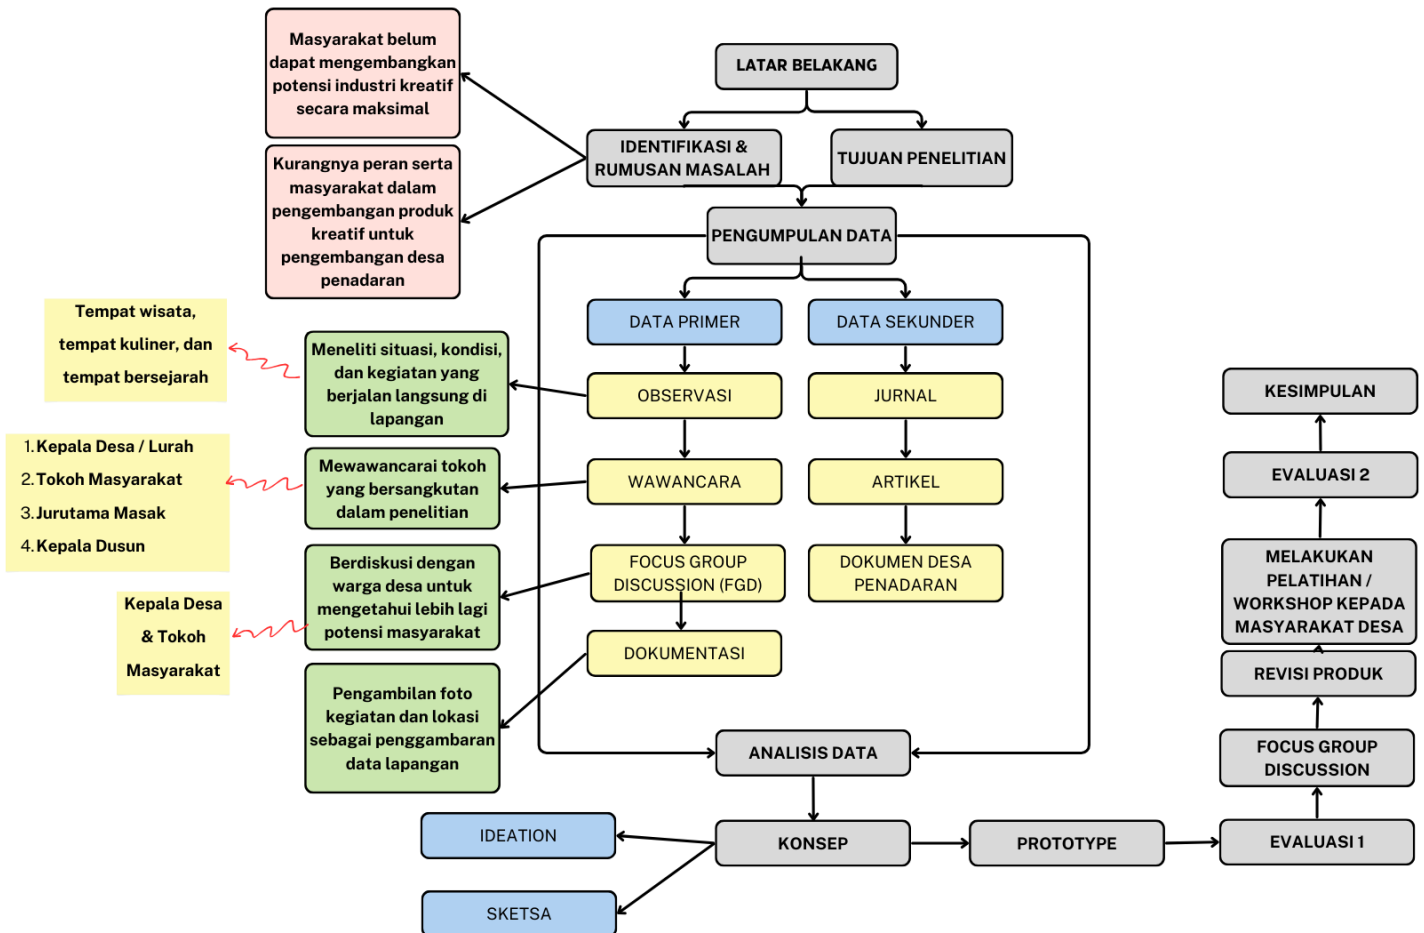 LATAR BELAKANG
Masyarakat belum
dapat mengembangkan
potensi industri kreatif
secara maksimal
IDENTIFIKASI &
RUMUSAN MASALAH
TUJUAN PENELITIAN
Kurangnya peran serta
masyarakat dalam
pengembangan produk
kreatif untuk
pengembangan desa
penadaran
PENGUMPULAN DATA
DATA PRIMER
DATA SEKUNDER
Tempat wisata,
tempat kuliner, dan
tempat bersejarah
Meneliti situasi, kondisi,
dan kegiatan yang
berjalan langsung di
lapangan
OBSERVASI
JURNAL
1. Kepala Desa / Lurah
2. Tokoh Masyarakat
3. Jurutama Masak
4. Kepala Dusun
Mewawancarai tokoh
yang bersangkutan
dalam penelitian
WAWANCARA
ARTIKEL
Kepala Desa
& Tokoh
Masyarakat
Berdiskusi dengan
warga desa untuk
mengetahui lebih lagi
potensi masyarakat
FOCUS GROUP
DISCUSSION (FGD)
DOKUMEN DESA
PENADARAN
DOKUMENTASI
Pengambilan foto
kegiatan dan lokasi
sebagai penggambaran
data lapangan
ANALISIS DATA
IDEATION
SKETSA
KONSEP
PROTOTYPE
EVALUASI 1
FOCUS GROUP
DISCUSSION
REVISI PRODUK
MELAKUKAN
PELATIHAN /
WORKSHOP KEPADA
MASYARAKAT DESA
EVALUASI 2
KESIMPULAN